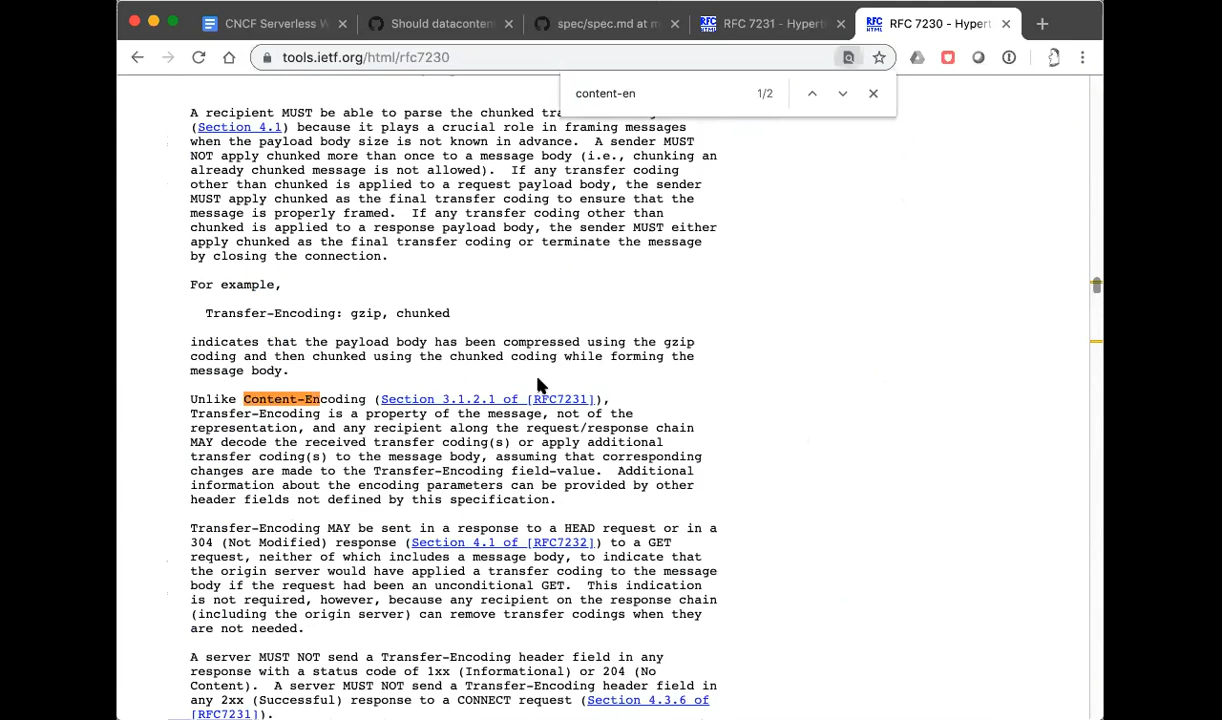 CNCF Serverless W
Should dataconten
spec/spec.md at m
RFC 7231 - Hypert
RFC 7230 - Hypert
tools.ietf.org/html/rfc7230
content-en
1/2
A recipient MUST be able to parse the chunked tra
(Section 4.1) because it plays a crucial role in framing messages
when the payload body size is not known in advance.  A sender MUST
NOT apply chunked more than once to a message body (i.e., chunking an
already chunked message is not allowed).  If any transfer coding
other than chunked is applied to a request payload body, the sender
MUST apply chunked as the final transfer coding to ensure that the
message is properly framed.  If any transfer coding other than
chunked is applied to a response payload body, the sender MUST either
apply chunked as the final transfer coding or terminate the message
by closing the connection.
For example,
Transfer-Encoding: gzip, chunked
indicates that the payload body has been compressed using the gzip
coding and then chunked using the chunked coding while forming the
message body.
Unlike Content-Encoding (Section 3.1.2.1 of [RFC7231]),
Transfer-Encoding is a property of the message, not of the
representation, and any recipient along the request/response chain
MAY decode the received transfer coding(s) or apply additional
transfer coding(s) to the message body, assuming that corresponding
changes are made to the Transfer-Encoding field-value.  Additional
information about the encoding parameters can be provided by other
header fields not defined by this specification.
Transfer-Encoding MAY be sent in a response to a HEAD request or in a
304 (Not Modified) response (Section 4.1 of [RFC7232]) to a GET
request, neither of which includes a message body, to indicate that
the origin server would have applied a transfer coding to the message
body if the request had been an unconditional GET.  This indication
is not required, however, because any recipient on the response chain
(including the origin server) can remove transfer codings when they
are not needed.
A server MUST NOT send a Transfer-Encoding header field in any
response with a status code of 1xx (Informational) or 204 (No
Content).  A server MUST NOT send a Transfer-Encoding header field in
any 2xx (Successful) response to a CONNECT request (Section 4.3.6 of
[RFC7231]).